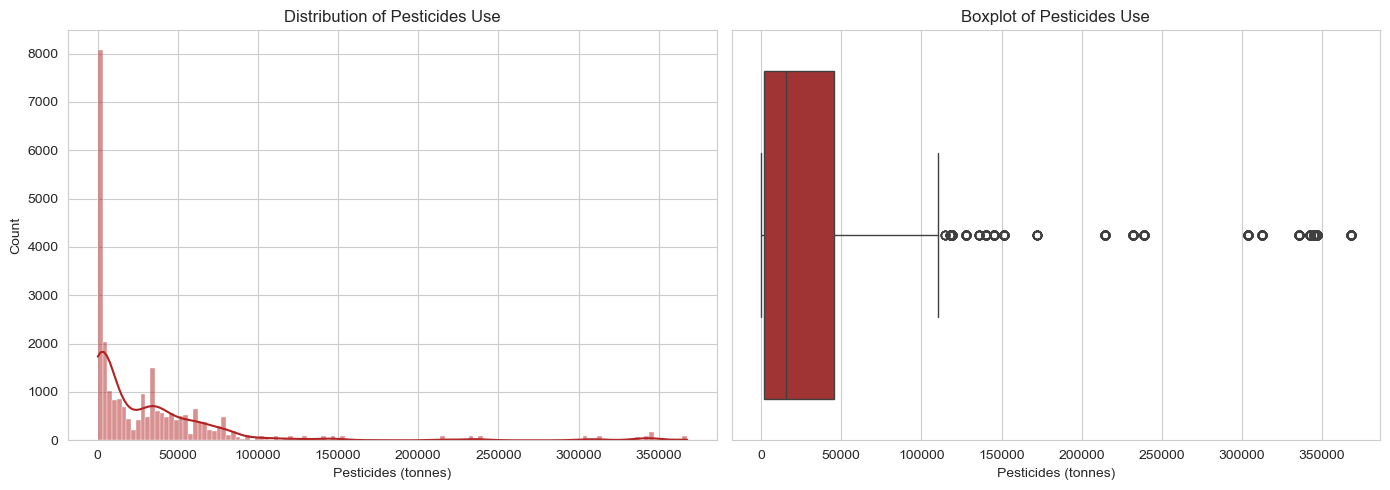 Distribution of Pesticides Use
8000
7000
6000
5000
4000
3000
2000
1000
0
Count
0 50000 100000 150000 200000 250000 300000 350000
Pesticides (tonnes)
Boxplot of Pesticides Use
0 50000 100000 150000 200000 250000 300000 350000
Pesticides (tonnes)